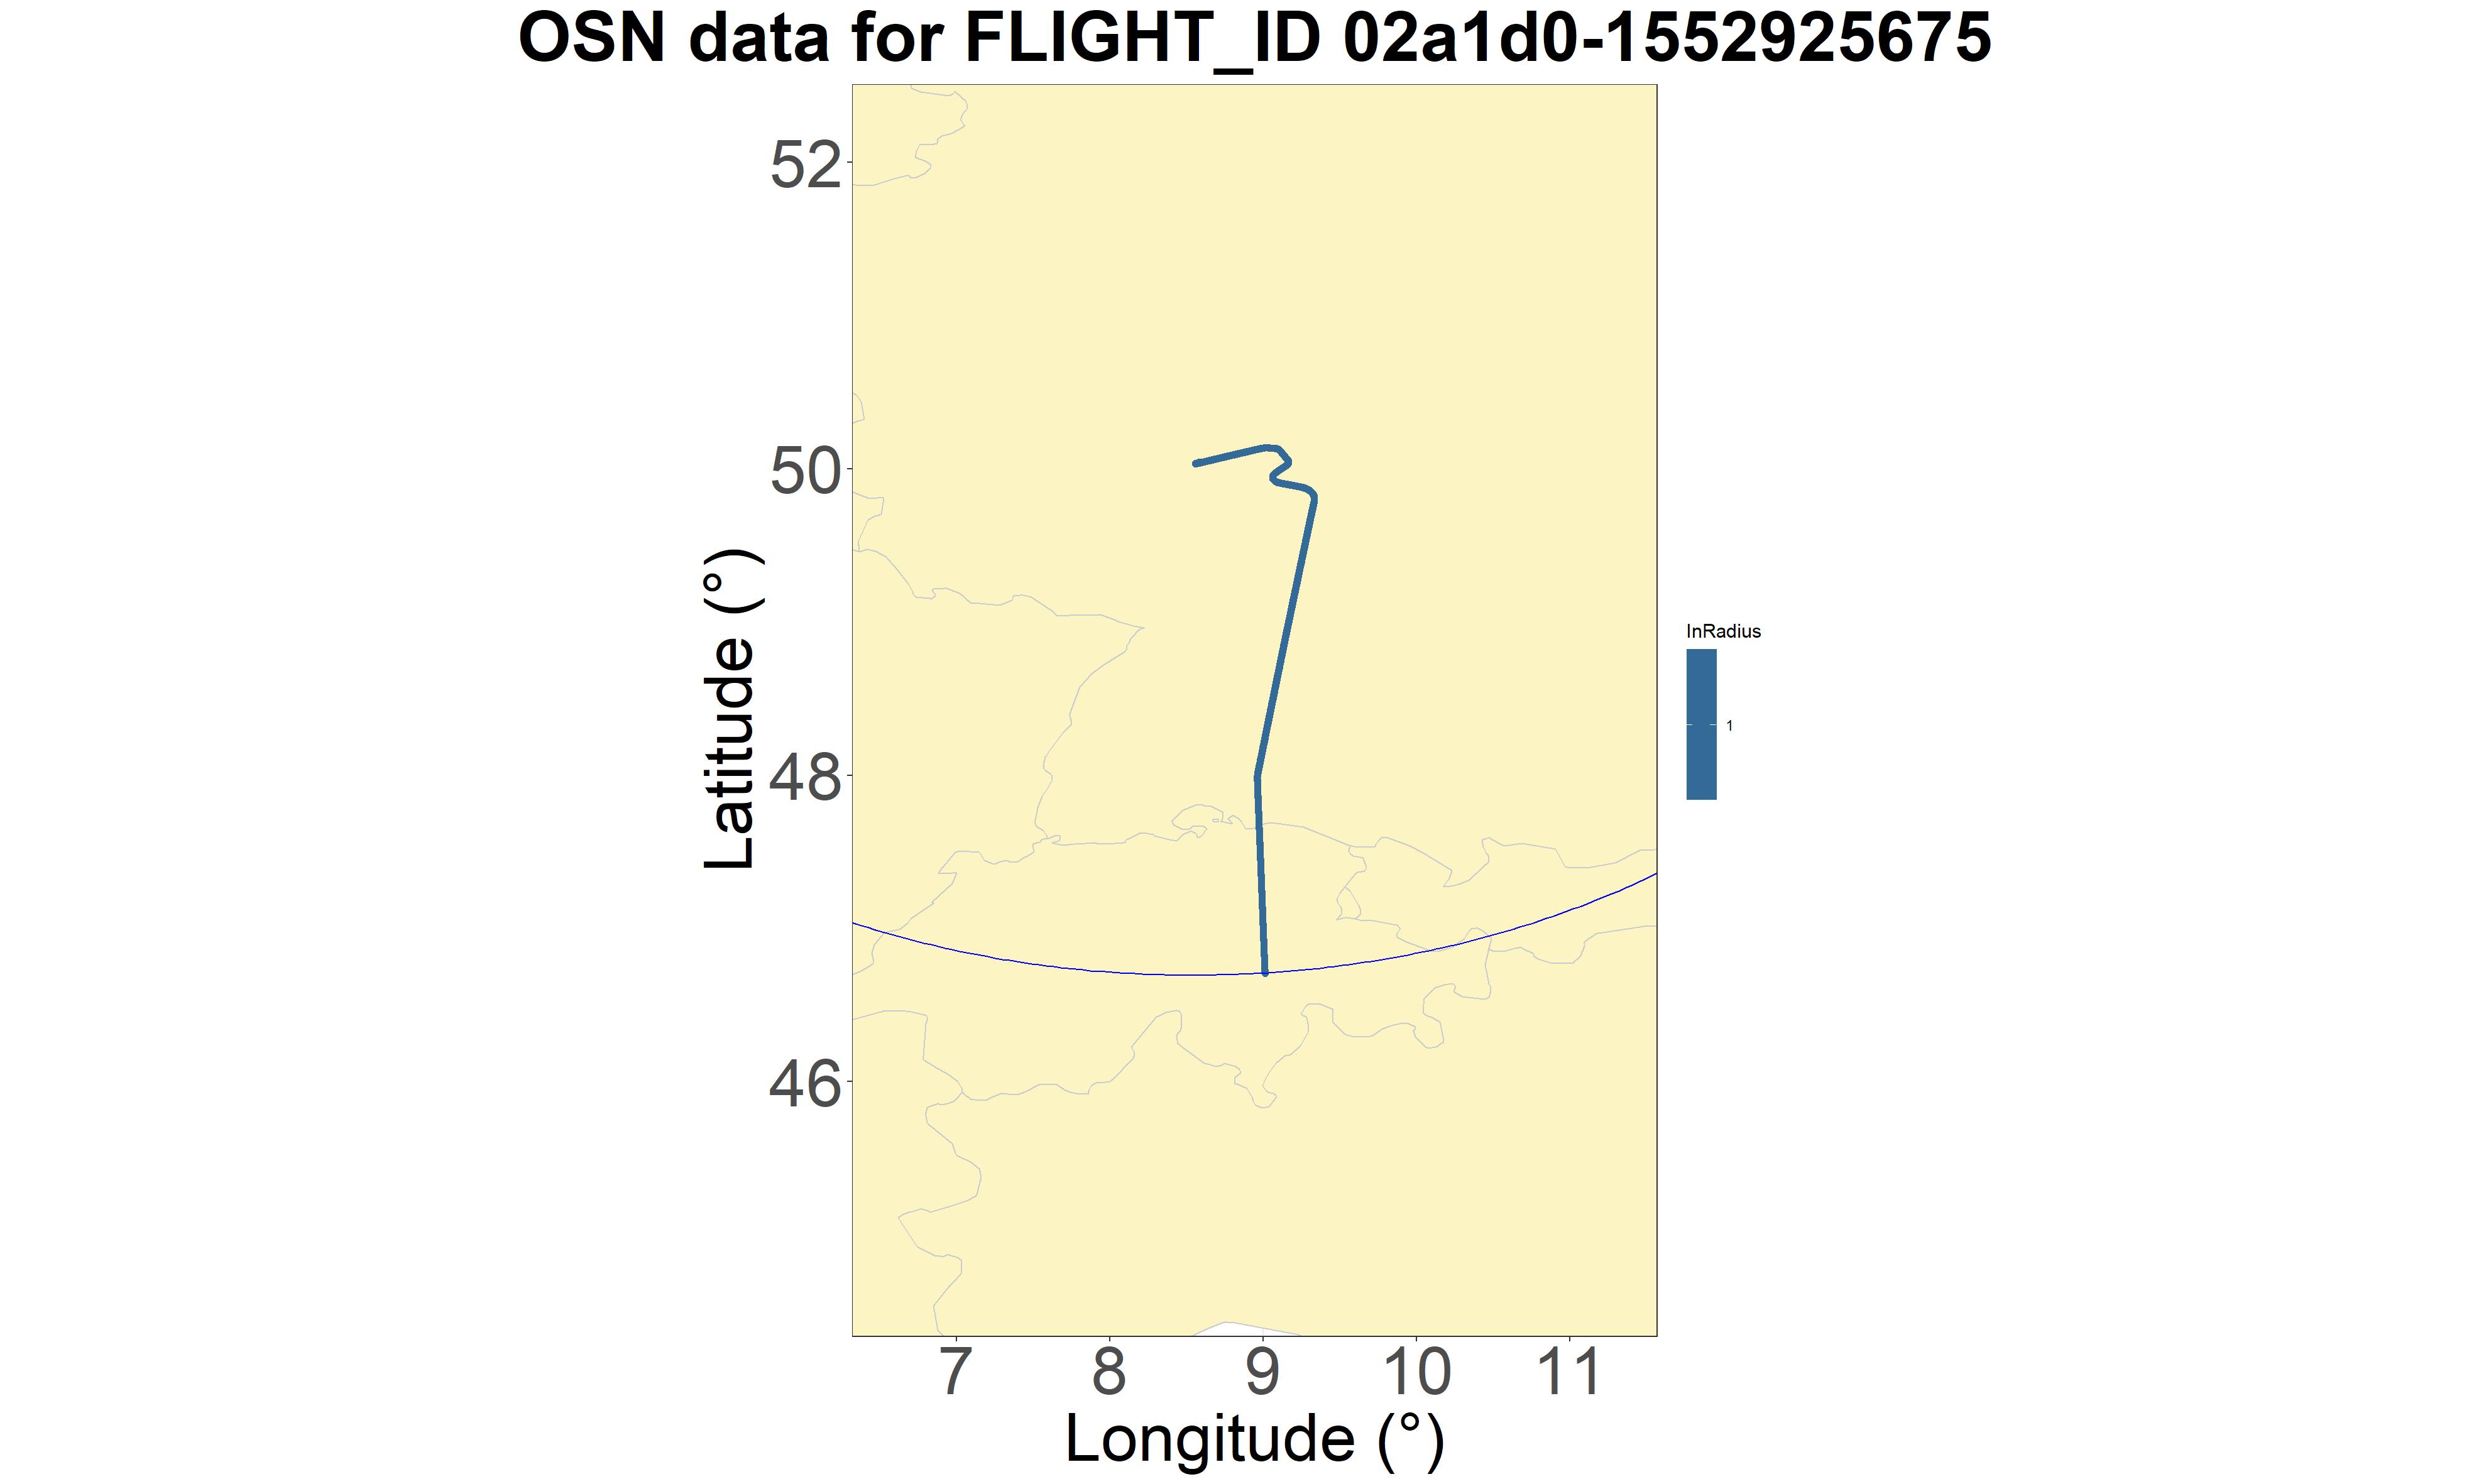 OSN data for FLIGHT_ID 02a1d0-1552925675
52
50
48
46
Latitude (°)
7 8 9 10 11
Longitude (°)
InRadius
1